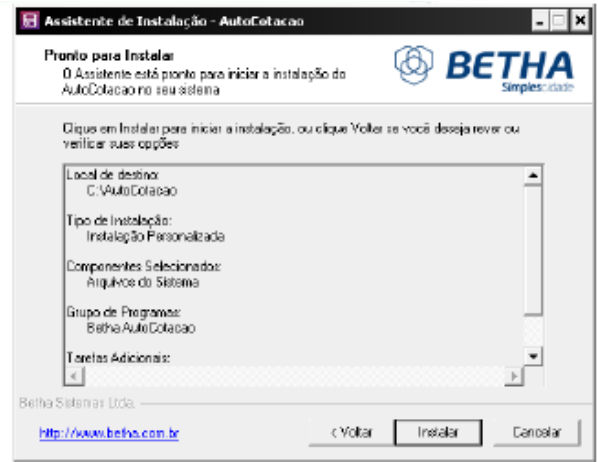 Assistente de Instalação - AutoCotacao
Pronto para Instalar
O Assistente está pronto para iniciar a instalação do
AutoCotacao no seu sistema
BETHA
Simplescidade
Clique em Instalar para iniciar a instalação, ou clique Voltar se você deseja rever ou
verificar suas opções
Local de destino:
C:\AutoCotacao
Tipo de Instalação:
Instalação Personalizada
Componentes Selecionados:
Arquivos do Sistema
Grupo de Programas:
Betha AutoCotacao
Tarefas Adicionais:
Betha Sistemas Ltda.
http://www.betha.com.br
< Voltar
Instalar
Cancelar